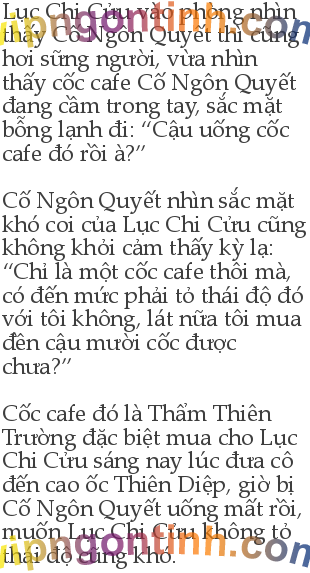 Lục Chi Cửu vào phòng nhìn
thấy Cố Ngôn Quyết thì cũng
hơi sững người, vừa nhìn
thấy cốc cafe Cố Ngôn Quyết
đang cầm trong tay, sắc mặt
bỗng lạnh đi: “Cậu uống cốc
cafe đó rồi à?”
Cố Ngôn Quyết nhìn sắc mặt
khó coi của Lục Chi Cửu cũng
không khỏi cảm thấy kỳ lạ:
“Chỉ là một cốc cafe thôi mà,
có đến mức phải tỏ thái độ đó
với tôi không, lát nữa tôi mua
đền cậu mười cốc được
chưa?”
Cốc cafe đó là Thẩm Thiên
Trường đặc biệt mua cho Lục
Chi Cửu sáng nay lúc đưa cô
đến cao ốc Thiên Diệp, giờ bị
Cố Ngôn Quyết uống mất rồi,
muốn Lục Chi Cửu không tỏ
thái độ cũng khó.